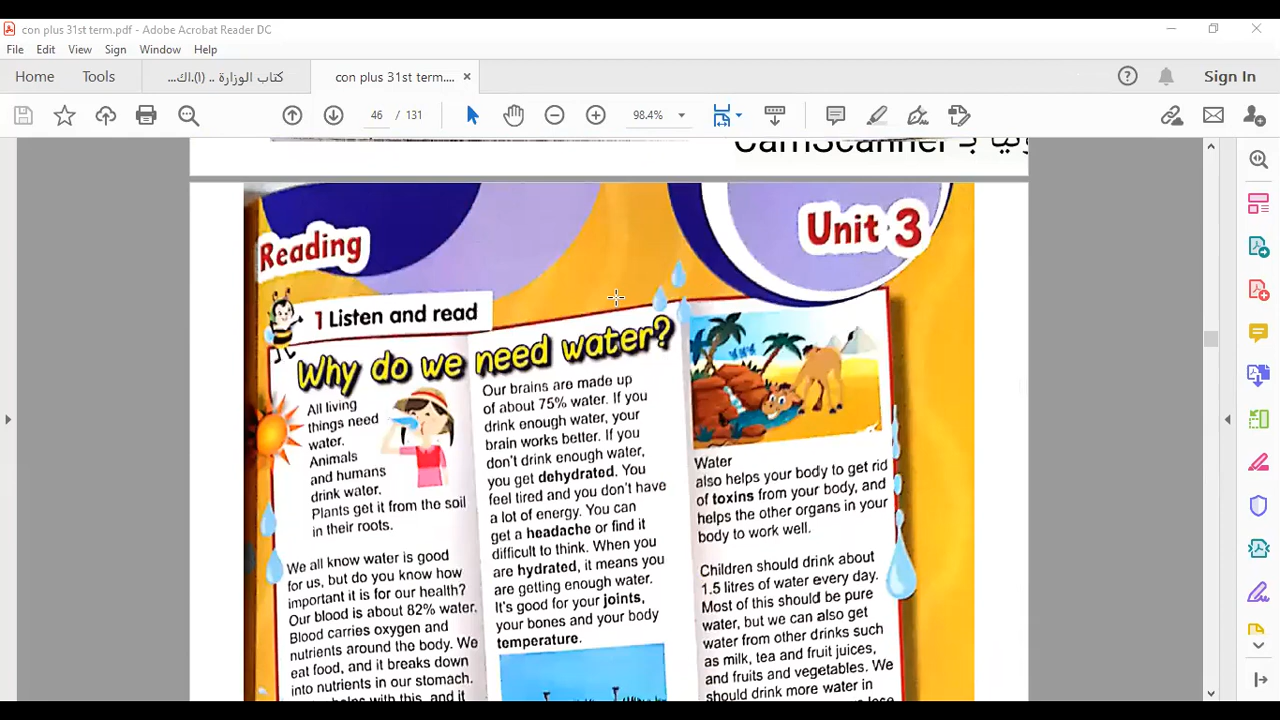 con plus 31st term.pdf - Adobe Acrobat Reader DC
File Edit View Sign Window Help
Home Tools
كتاب الوزارة .. (١).اك...
con plus 31st term.... ×
Sign In
46 / 131
98.4%
CamScanner
Reading
Unit 3
1 Listen and read
Why do we need water?
All living
things need
water.
Animals
and humans
drink water.
Plants get it from the soil
in their roots.
We all know water is good
for us, but do you know how
important it is for our health?
Our blood is about 82% water.
Blood carries oxygen and
nutrients around the body. We
eat food, and it breaks down
into nutrients in our stomach.
helps with this, and it
Our brains are made up
of about 75% water. If you
drink enough water, your
brain works better. If you
don't drink enough water,
you get dehydrated. You
feel tired and you don't have
a lot of energy. You can
get a headache or find it
difficult to think. When you
are hydrated, it means you
are getting enough water.
It's good for your joints,
your bones and your body
temperature.
Water
also helps your body to get rid
of toxins from your body, and
helps the other organs in your
body to work well.
Children should drink about
1.5 litres of water every day.
Most of this should be pure
water, but we can also get
water from other drinks such
as milk, tea and fruit juices,
and fruits and vegetables. We
should drink more water in